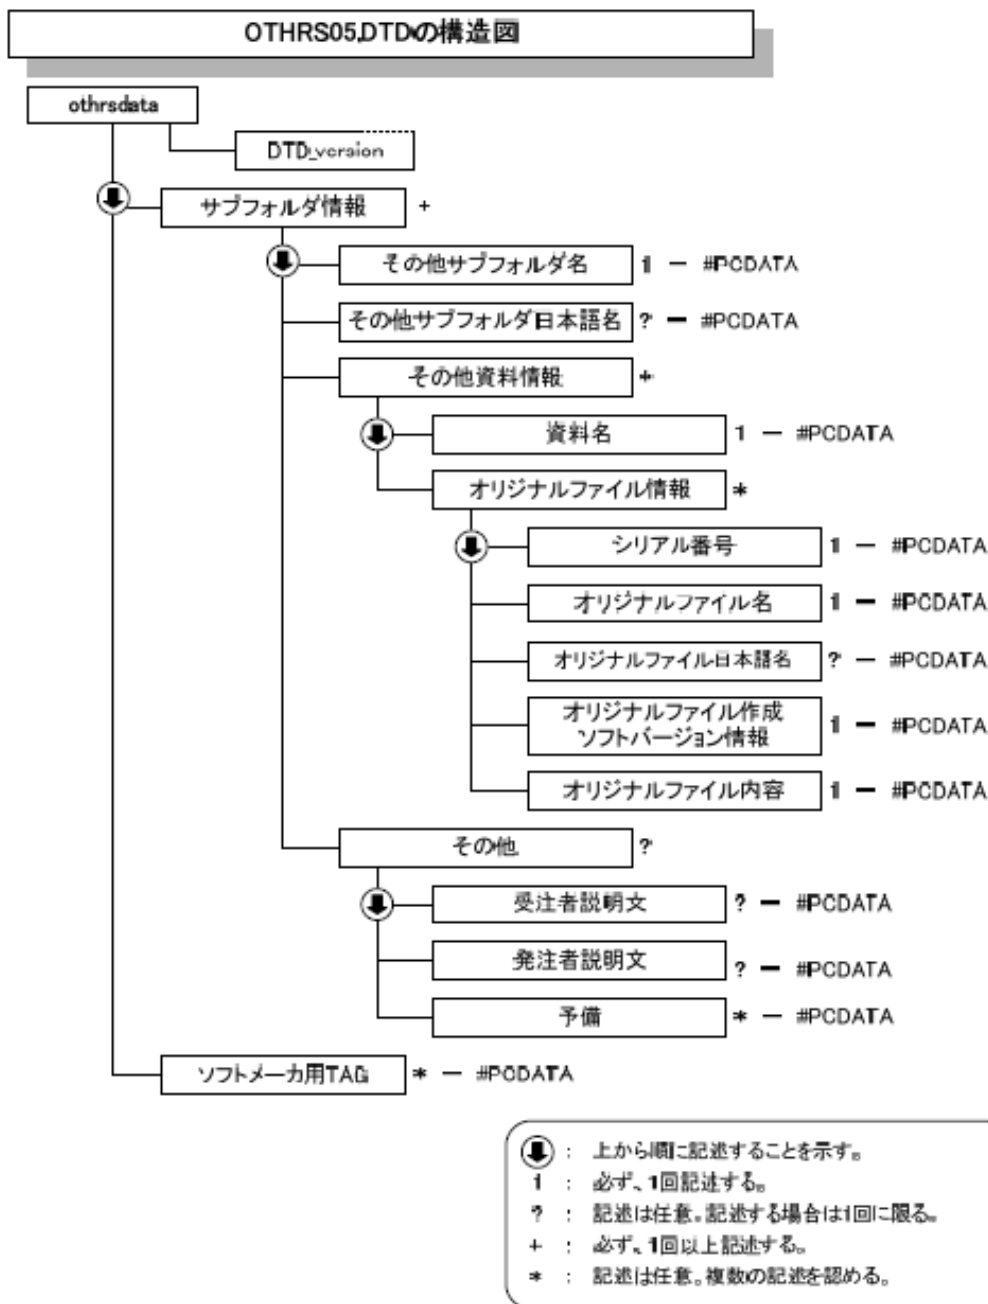 OTHRS05.DTDの構造図
othrsdata
DTD_version
サブフォルダ情報 +
その他サブフォルダ名 1 ー #PCDATA
その他サブフォルダ日本語名 ? ー #PCDATA
その他資料情報 +
資料名 1 ー #PCDATA
オリジナルファイル情報 *
シリアル番号 1 ー #PCDATA
オリジナルファイル名 1 ー #PCDATA
オリジナルファイル日本語名 ? ー #PCDATA
オリジナルファイル作成
ソフトバージョン情報 1 ー #PCDATA
オリジナルファイル内容 1 ー #PCDATA
その他 ?
受注者説明文 ? ー #PCDATA
発注者説明文 ? ー #PCDATA
予備 * ー #PCDATA
ソフトメーカ用TAG * ー #PCDATA
: 上から順に記述することを示す。
1 : 必ず、1回記述する。
? : 記述は任意。記述する場合は1回に限る。
+ : 必ず、1回以上記述する。
* : 記述は任意。複数の記述を認める。